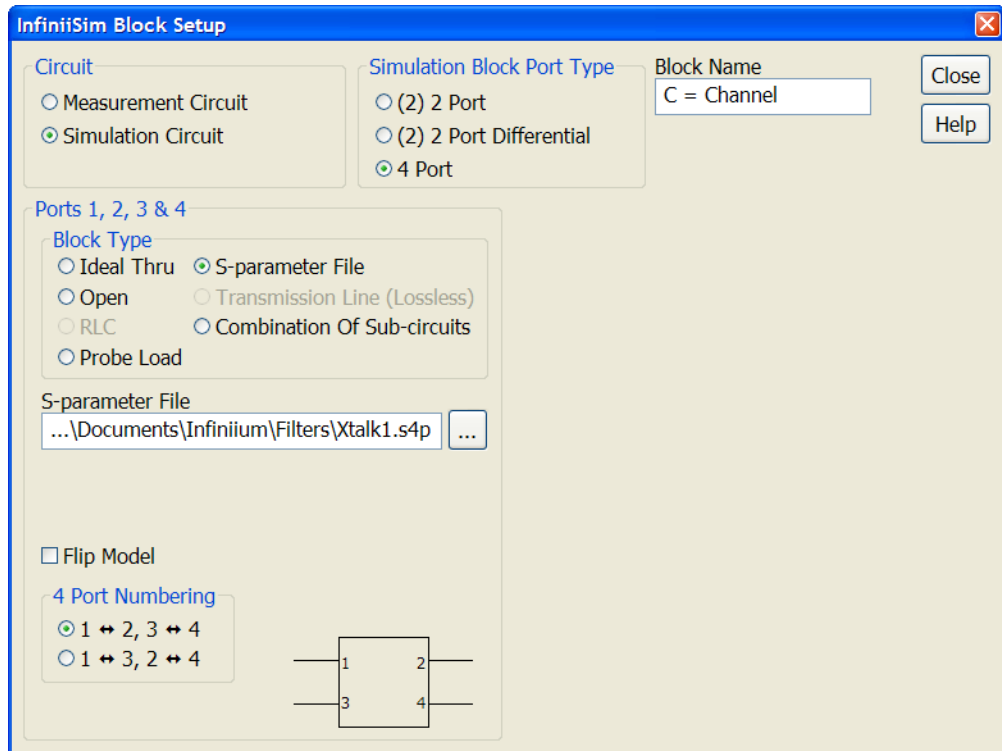 InfiniiSim Block Setup
Circuit
Measurement Circuit
Simulation Circuit
Simulation Block Port Type
(2) 2 Port
(2) 2 Port Differential
4 Port
Block Name
C = Channel
Close
Help
Ports 1, 2, 3 & 4
Block Type
Ideal Thru
S-parameter File
Open
Transmission Line (Lossless)
RLC
Combination Of Sub-circuits
Probe Load
S-parameter File
...\Documents\Infiniium\Filters\Xtalk1.s4p
...
Flip Model
4 Port Numbering
1 ↔ 2, 3 ↔ 4
1 ↔ 3, 2 ↔ 4
1 2
3 4